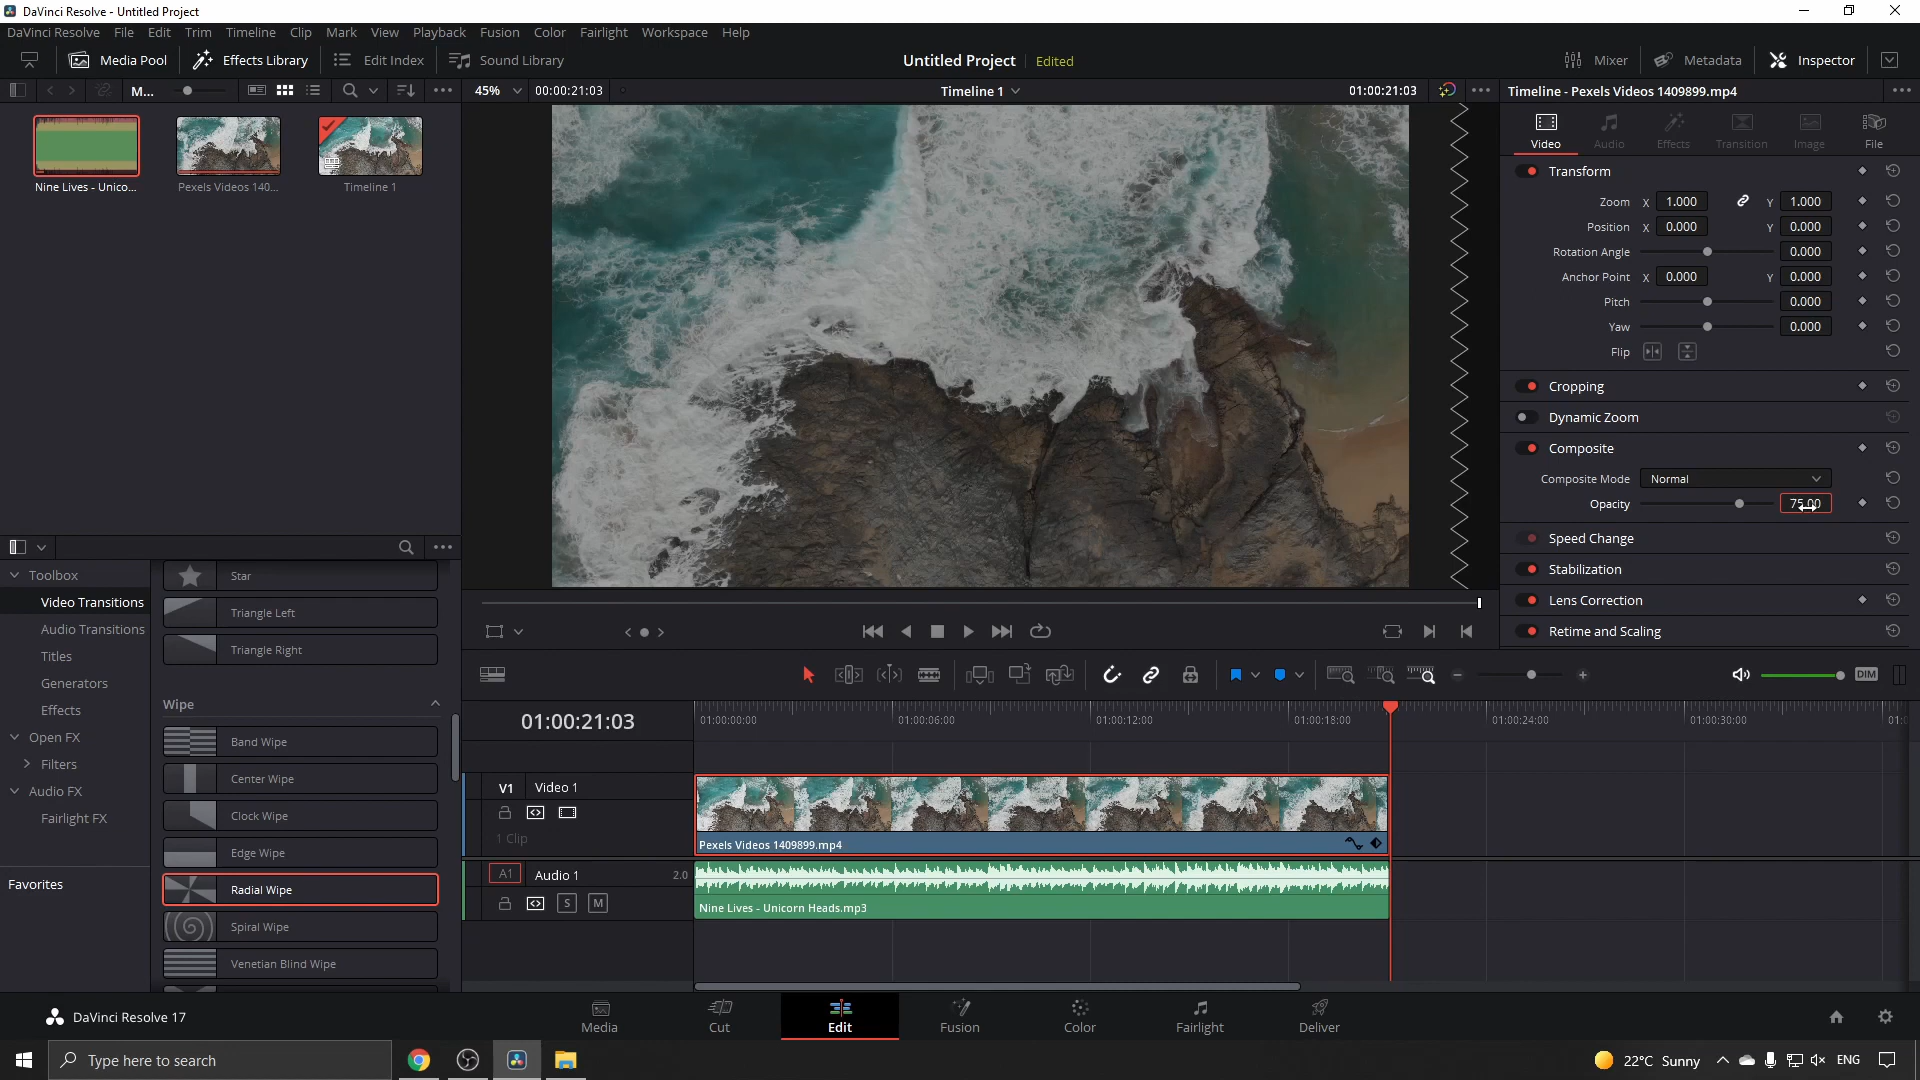 DaVinci Resolve - Untitled Project
DaVinci Resolve File Edit Trim Timeline Clip Mark View Playback Fusion Color Fairlight Workspace Help
Media Pool Effects Library Edit Index Sound Library Untitled Project Edited Mixer Metadata Inspector
M... 45% 00:00:21:03 Timeline 1 01:00:21:03 Timeline - Pexels Videos 1409899.mp4
Video Audio Effects Transition Image File
Nine Lives - Unico... Pexels Videos 140... Timeline 1
Transform
Zoom X 1.000 Y 1.000
Position X 0.000 Y 0.000
Rotation Angle 0.000
Anchor Point X 0.000 Y 0.000
Pitch 0.000
Yaw 0.000
Flip
Cropping
Dynamic Zoom
Composite
Composite Mode Normal
Opacity 75.00
Speed Change
Stabilization
Lens Correction
Retime and Scaling
Toolbox
Video Transitions
Audio Transitions
Titles
Generators
Effects
Open FX
Filters
Audio FX
Fairlight FX
Favorites
Star
Triangle Left
Triangle Right
Wipe
Band Wipe
Center Wipe
Clock Wipe
Edge Wipe
Radial Wipe
Spiral Wipe
Venetian Blind Wipe
DIM
01:00:21:03 01:00:00:00 01:00:06:00 01:00:12:00 01:00:18:00 01:00:24:00 01:00:30:00
V1 Video 1
1 Clip
Pexels Videos 1409899.mp4
A1 Audio 1 2.0
S M
Nine Lives - Unicorn Heads.mp3
DaVinci Resolve 17
Media Cut Edit Fusion Color Fairlight Deliver
Type here to search 22°C Sunny ENG